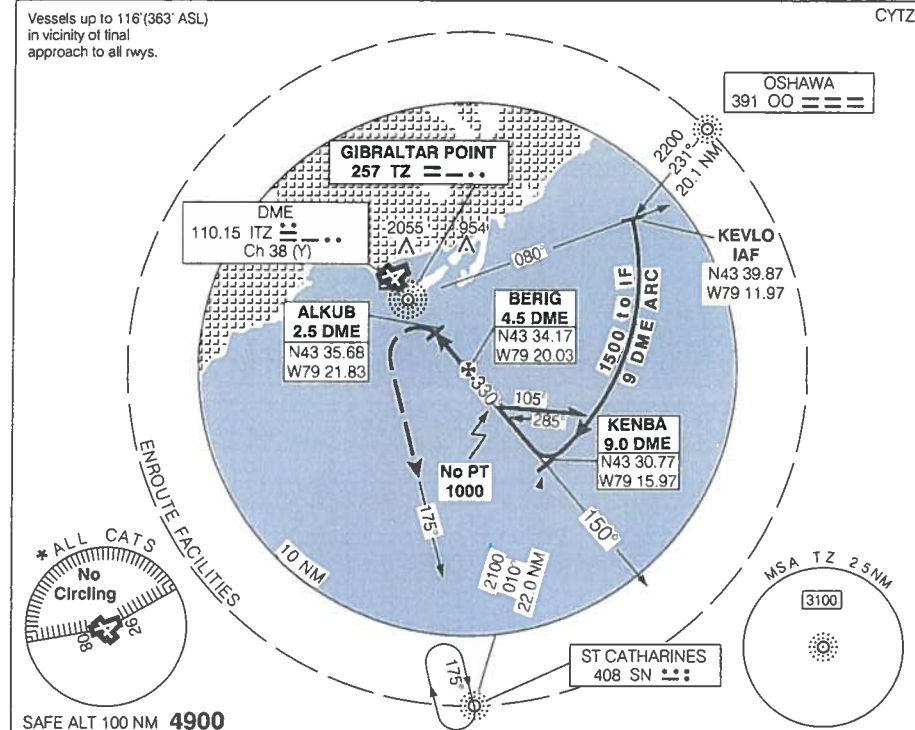 Vessels up to 116'(363' ASL)
in vicinity of final
approach to all rwys.
CYTZ
OSHAWA
391 OO
2200
231°
20.1 NM
GIBRALTAR POINT
257 TZ
DME
110.15 ITZ
Ch 38 (Y)
2055
954
080°
KEVLO
IAF
N43 39.87
W79 11.97
ALKUB
2.5 DME
N43 35.68
W79 21.83
BERIG
4.5 DME
N43 34.17
W79 20.03
1500 to IF
9 DME ARC
330°
105°
285°
KENBA
9.0 DME
N43 30.77
W79 15.97
No PT
1000
150°
175°
2100
010°
22.0 NM
10 NM
ENROUTE FACILITIES
* ALL CATS
No
Circling
08
26
SAFE ALT 100 NM 4900
175°
ST CATHARINES
408 SN
MSA TZ 25NM
3100